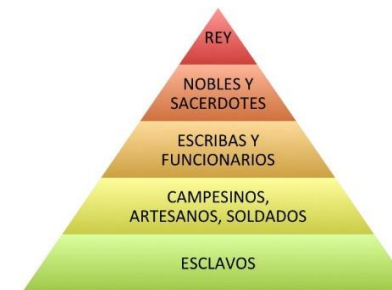 REY
NOBLES Y
SACERDOTES
ESCRIBAS Y
FUNCIONARIOS
CAMPESINOS,
ARTESANOS, SOLDADOS
ESCLAVOS